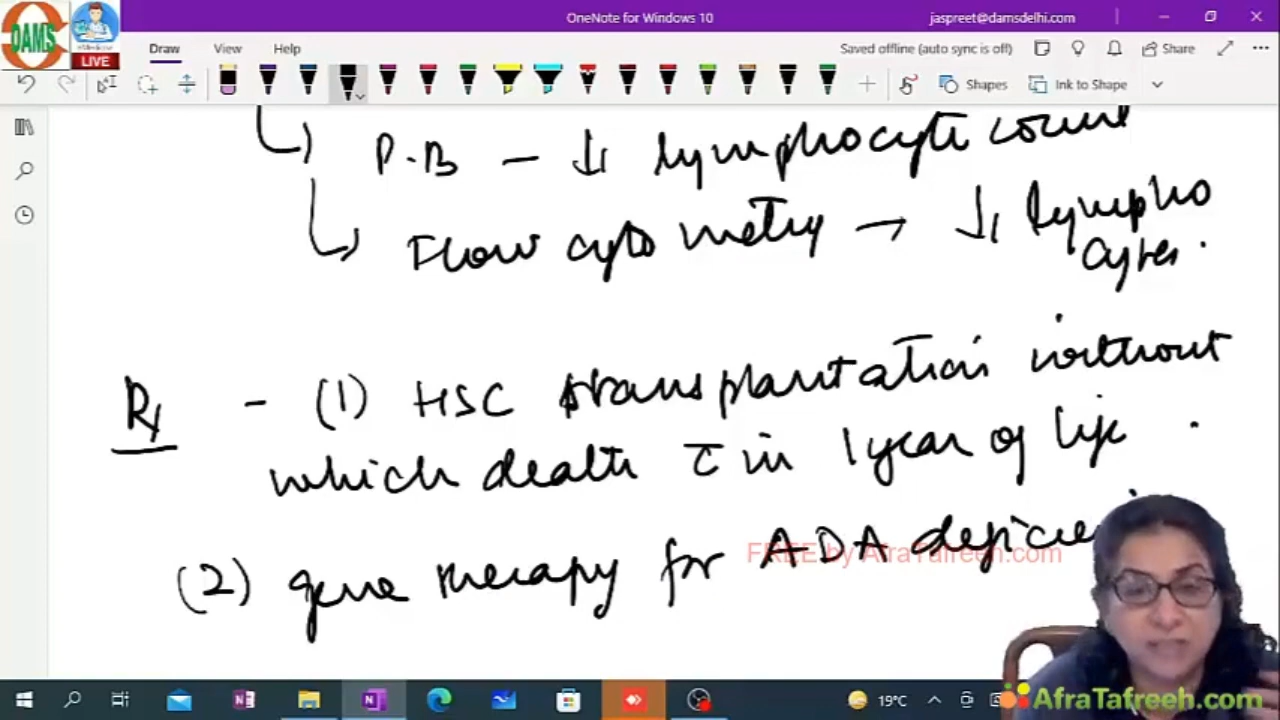 DAMS
eMedicoz
LIVE
OneNote for Windows 10
jaspreet@damsdelhi.com
Draw View Help
Saved offline (auto sync is off)
Share
Shapes
Ink to Shape
P.B – ↓ lymphocyte count
Flow cytometry → ↓ lympho
cytes.
Rx - (1) HSC transplantation without
which death c̄ in 1 year of life.
(2) gene therapy for ADA deficie
FREE by AfraTafreeh.com
19°C
AfraTafreeh.com